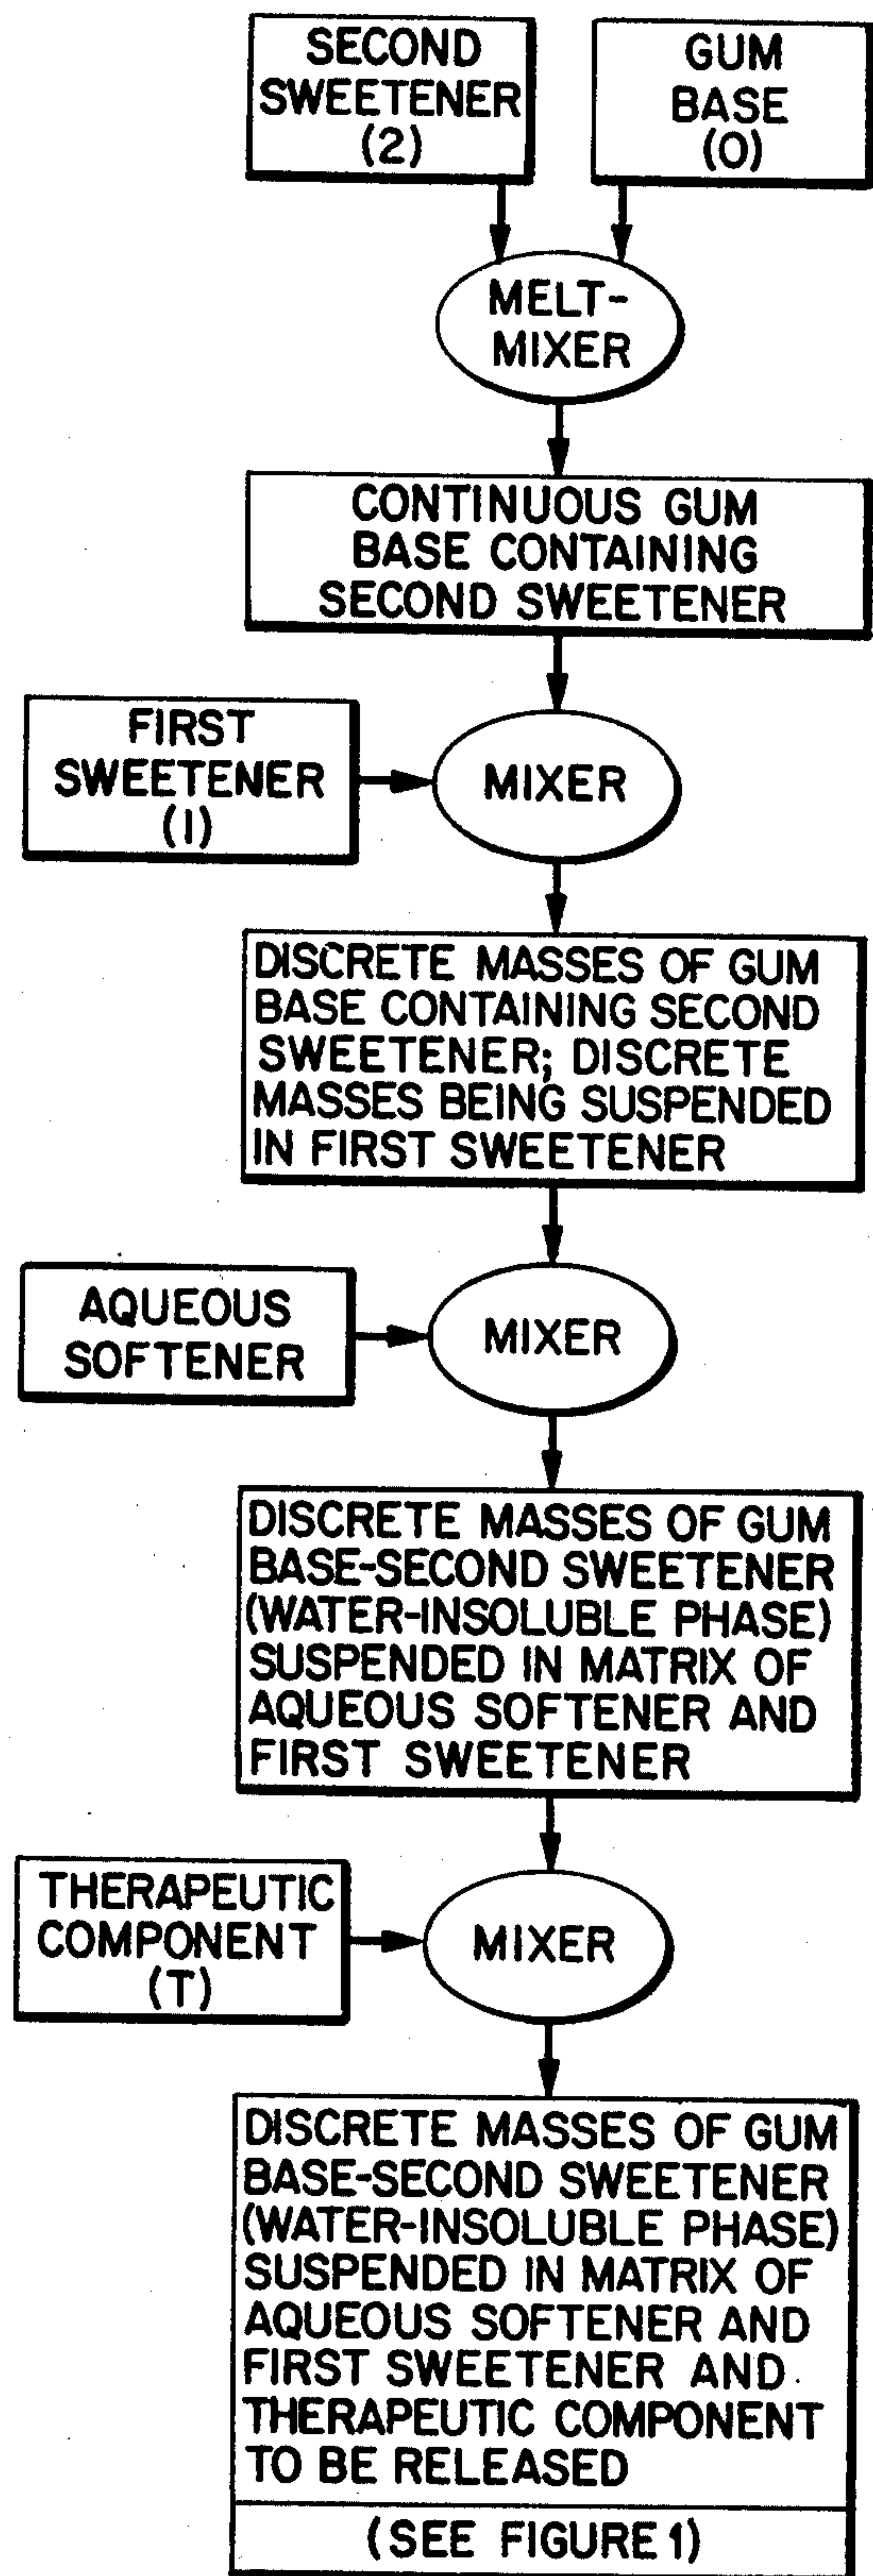 SECOND
SWEETENER
(2)
GUM
BASE
(0)
MELT-
MIXER
CONTINUOUS GUM
BASE CONTAINING
SECOND SWEETENER
FIRST
SWEETENER
(1)
MIXER
DISCRETE MASSES OF GUM
BASE CONTAINING SECOND
SWEETENER; DISCRETE
MASSES BEING SUSPENDED
IN FIRST SWEETENER
AQUEOUS
SOFTENER
MIXER
DISCRETE MASSES OF GUM
BASE-SECOND SWEETENER
(WATER-INSOLUBLE PHASE)
SUSPENDED IN MATRIX OF
AQUEOUS SOFTENER AND
FIRST SWEETENER
THERAPEUTIC
COMPONENT
(T)
MIXER
DISCRETE MASSES OF GUM
BASE-SECOND SWEETENER
(WATER-INSOLUBLE PHASE)
SUSPENDED IN MATRIX OF
AQUEOUS SOFTENER AND
FIRST SWEETENER AND
THERAPEUTIC COMPONENT
TO BE RELEASED
(SEE FIGURE 1)